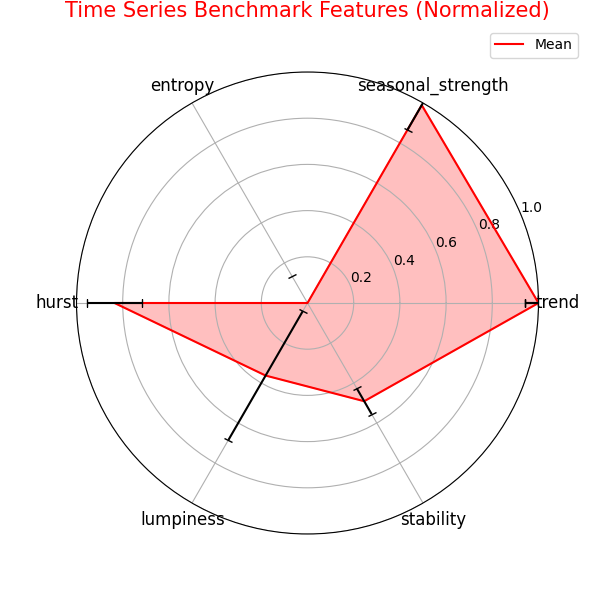 Time Series Benchmark Features (Normalized)
Mean
entropy
seasonal_strength
1.0
0.8
0.6
0.4
0.2
hurst
trend
lumpiness
stability